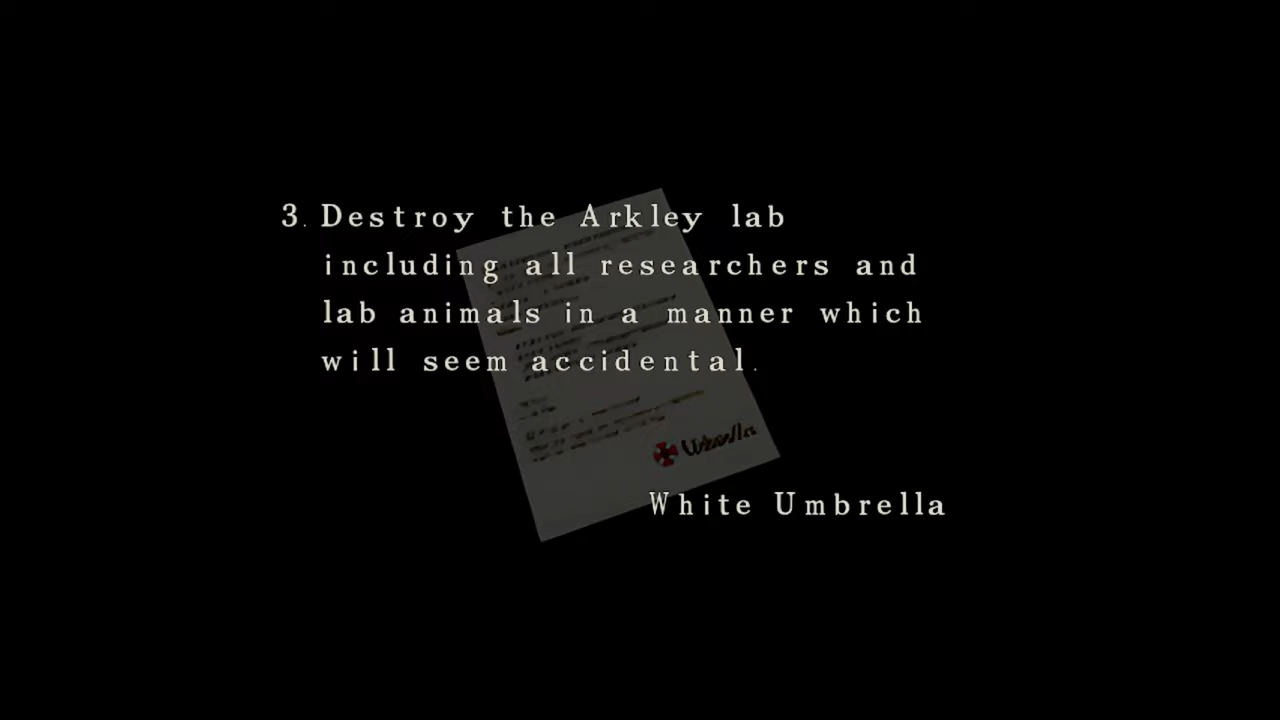 3. Destroy the Arkley lab
including all researchers and
lab animals in a manner which
will seem accidental.
Umbrella
White Umbrella